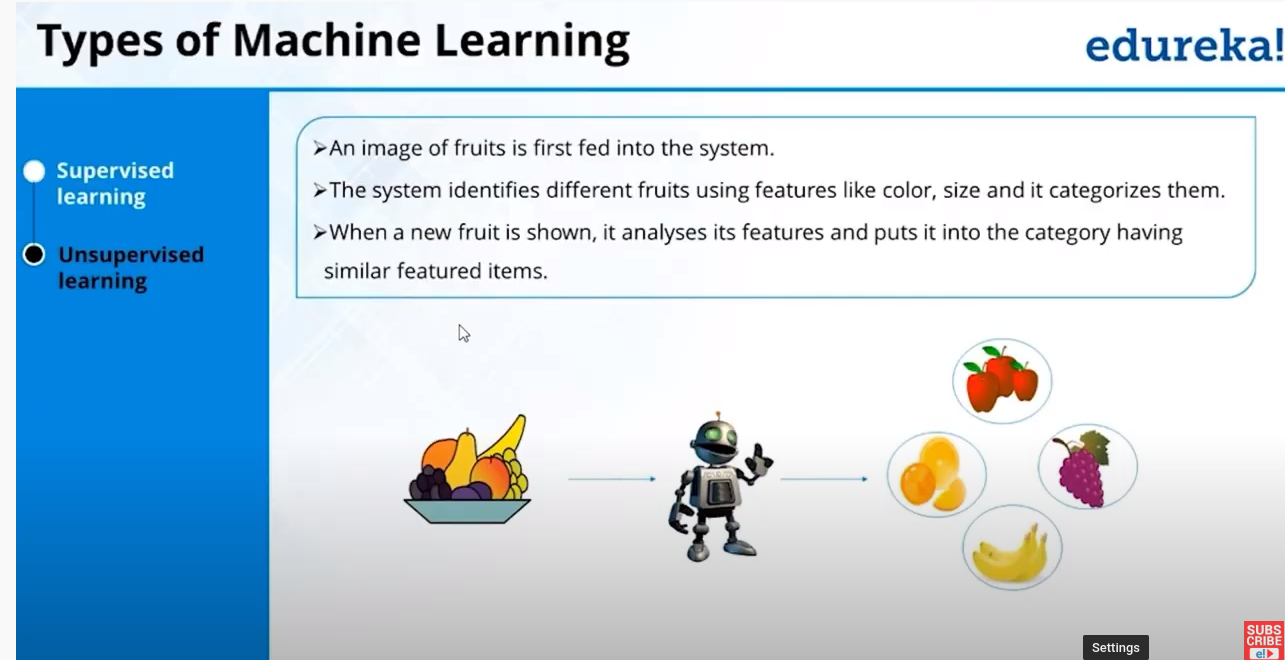 Types of Machine Learning
edureka!
Supervised
learning
Unsupervised
learning
➢An image of fruits is first fed into the system.
➢The system identifies different fruits using features like color, size and it categorizes them.
➢When a new fruit is shown, it analyses its features and puts it into the category having
similar featured items.
Settings
SUBS
CRIBE
e!